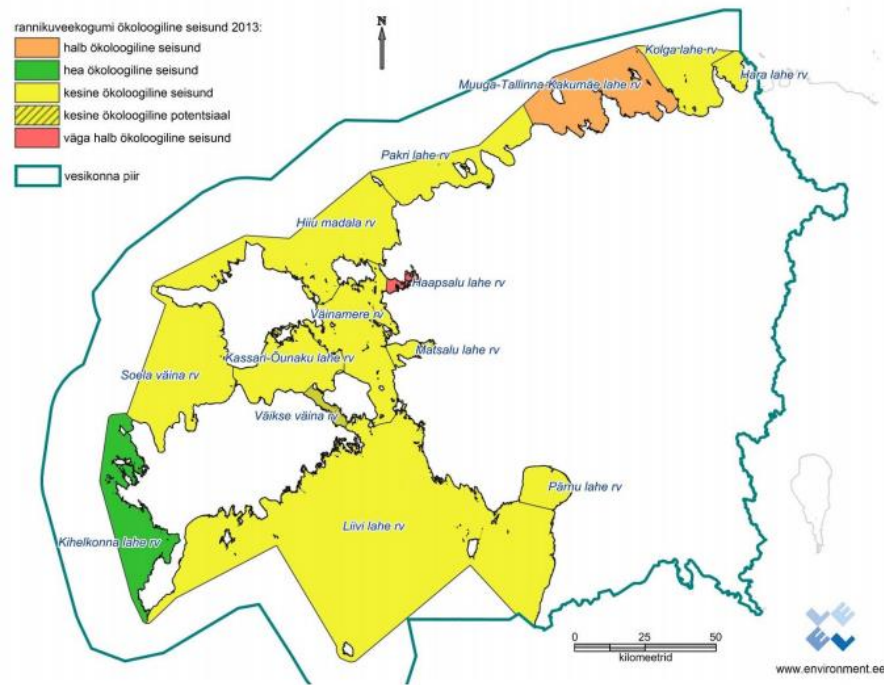 rannikuveekogumi ökoloogiline seisund 2013:
halb ökoloogiline seisund
hea ökoloogiline seisund
kesine ökoloogiline seisund
kesine ökoloogiline potentsiaal
väga halb ökoloogiline seisund
vesikonna piir
N
Kolga lahe rv
Hara lahe rv
Muuga-Tallinna-Kakumäe lahe rv
Pakri lahe rv
Hiiu madala rv
Haapsalu lahe rv
Väinamere rv
Matsalu lahe rv
Kassari-Õunaku lahe rv
Soela väina rv
Väikse väina rv
Pärnu lahe rv
Liivi lahe rv
Kihelkonna lahe rv
0 25 50
kilomeetrid
www.environment.ee